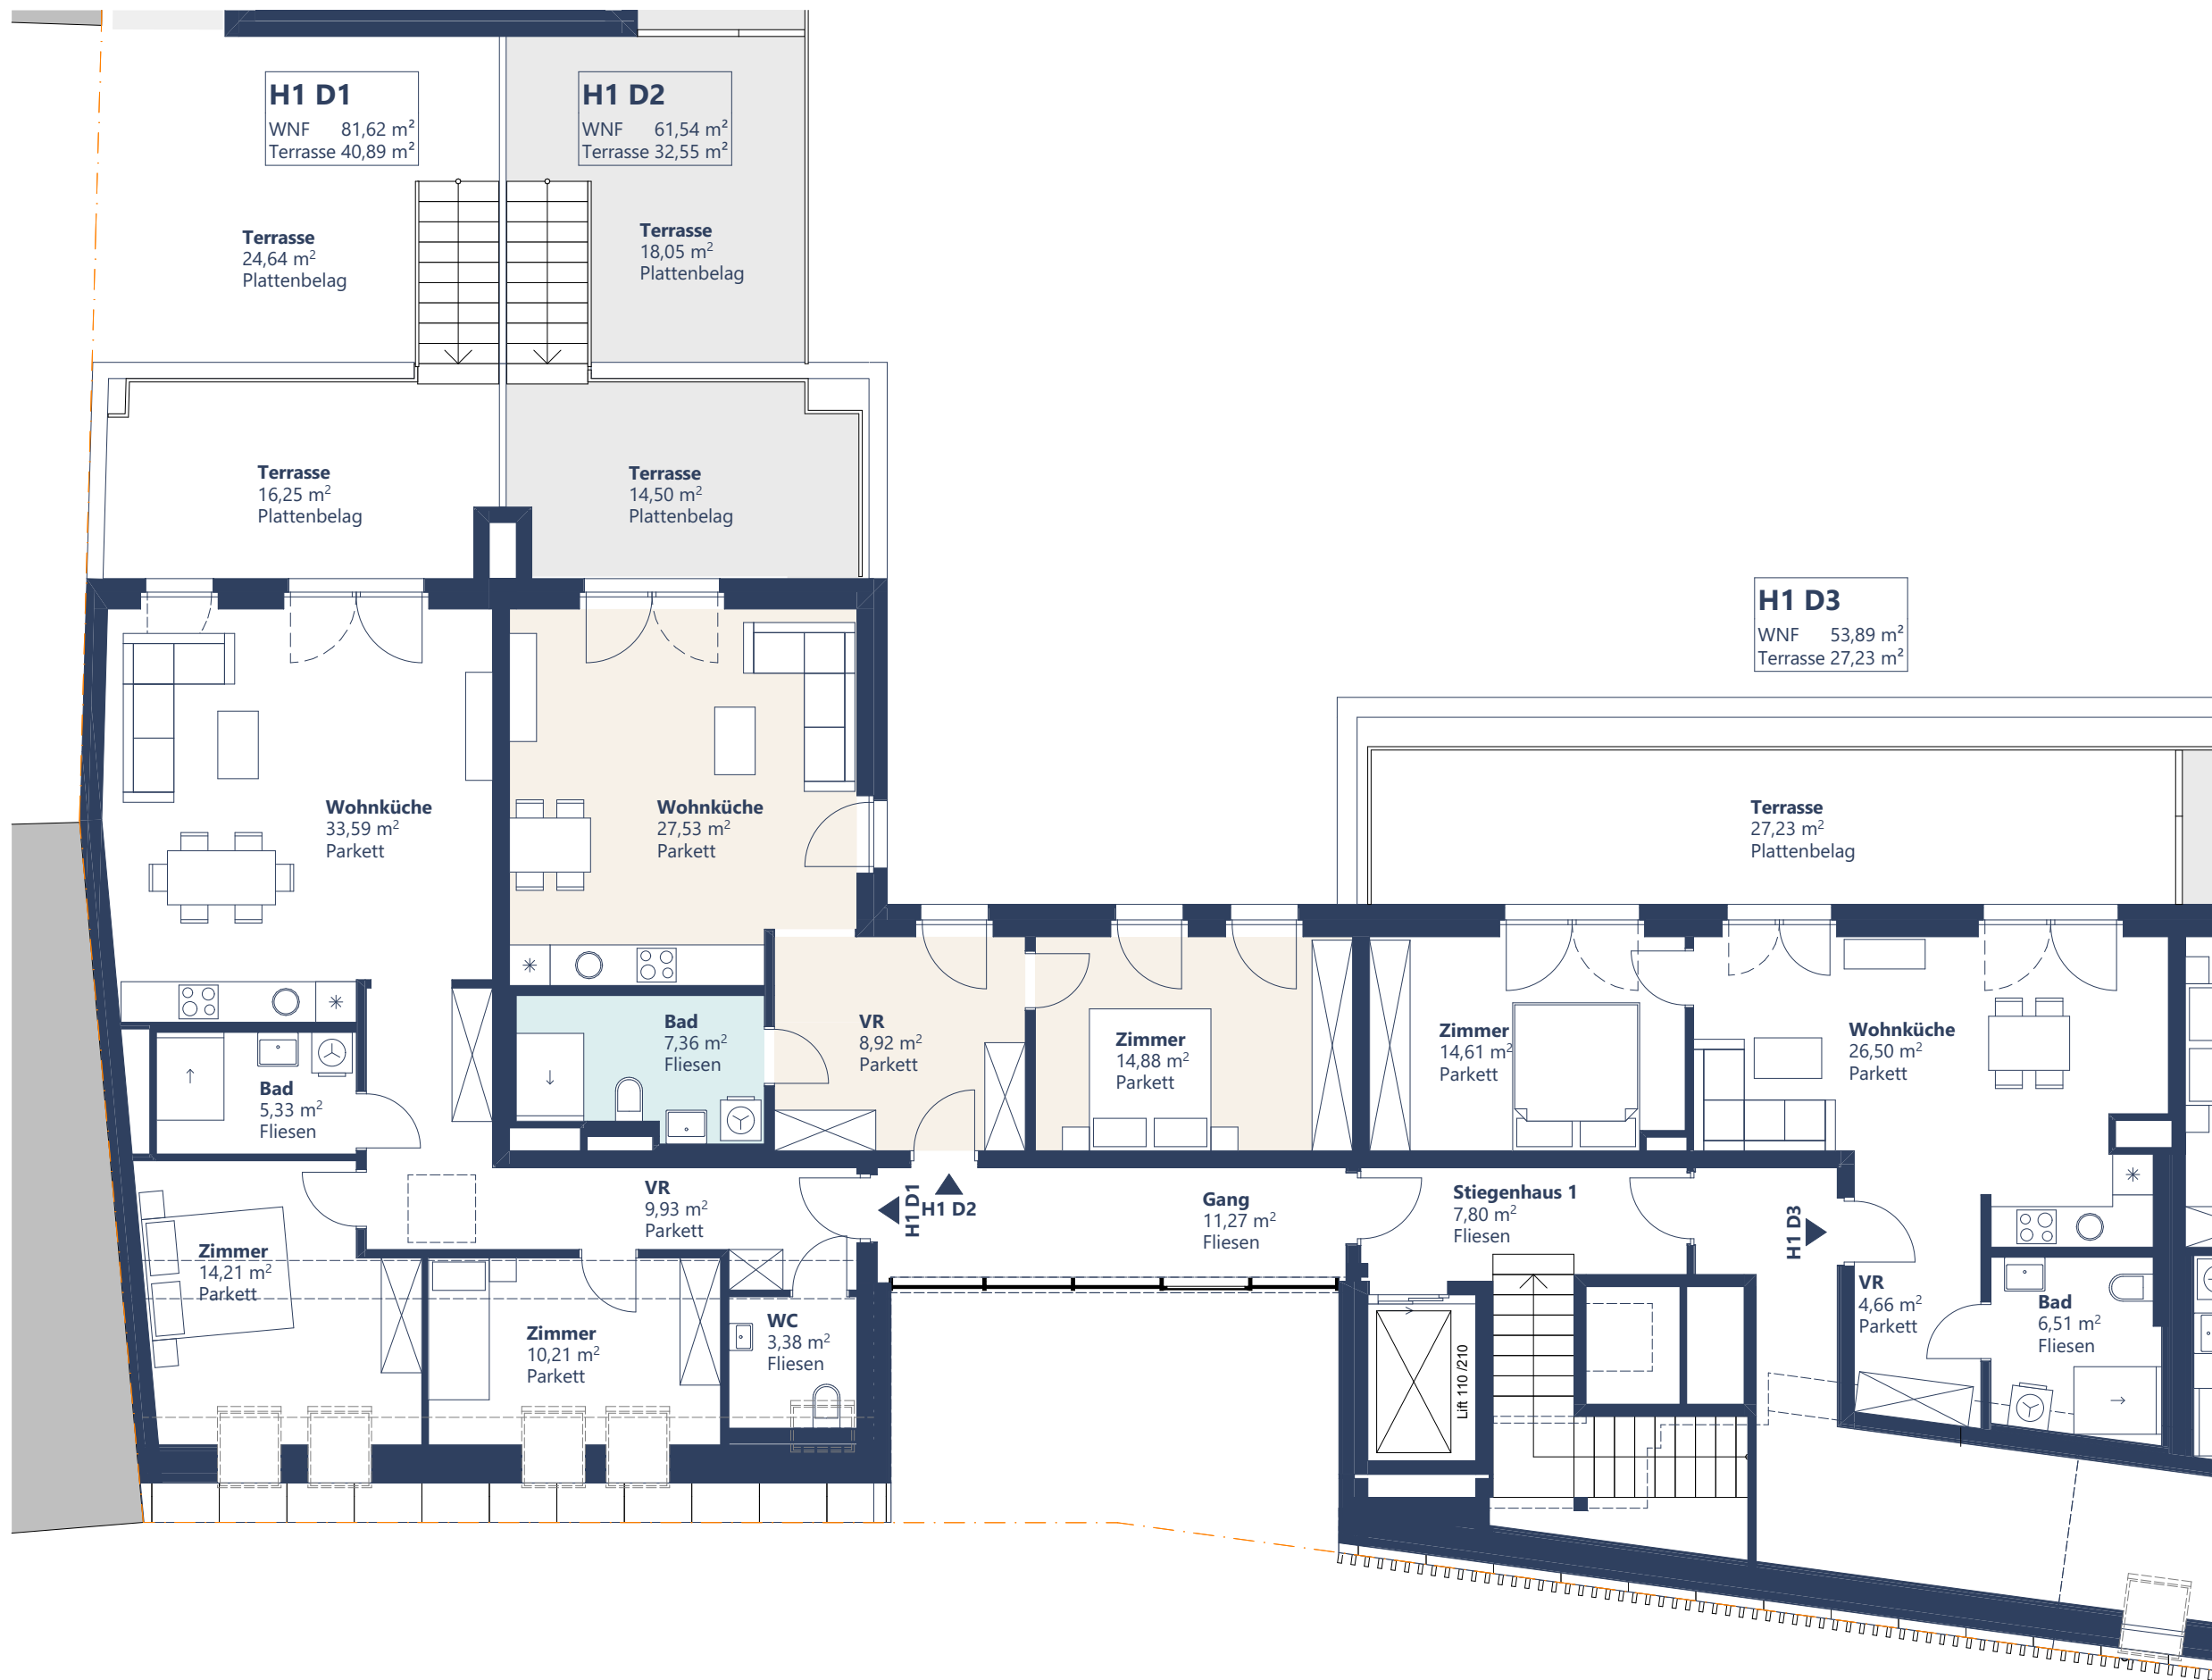 H1 D1
WNF 81,62 m²
Terrasse 40,89 m²
H1 D2
WNF 61,54 m²
Terrasse 32,55 m²
Terrasse
24,64 m²
Plattenbelag
Terrasse
18,05 m²
Plattenbelag
Terrasse
16,25 m²
Plattenbelag
Terrasse
14,50 m²
Plattenbelag
H1 D3
WNF 53,89 m²
Terrasse 27,23 m²
Wohnküche
33,59 m²
Parkett
Wohnküche
27,53 m²
Parkett
Terrasse
27,23 m²
Plattenbelag
Bad
7,36 m²
Fliesen
VR
8,92 m²
Parkett
Zimmer
14,88 m²
Parkett
Zimmer
14,61 m²
Parkett
Wohnküche
26,50 m²
Parkett
Bad
5,33 m²
Fliesen
VR
9,93 m²
Parkett
H1 D1
H1 D2
Gang
11,27 m²
Fliesen
Stiegenhaus 1
7,80 m²
Fliesen
H1 D3
Zimmer
14,21 m²
Parkett
Zimmer
10,21 m²
Parkett
WC
3,38 m²
Fliesen
Lift 110 /210
VR
4,66 m²
Parkett
Bad
6,51 m²
Fliesen